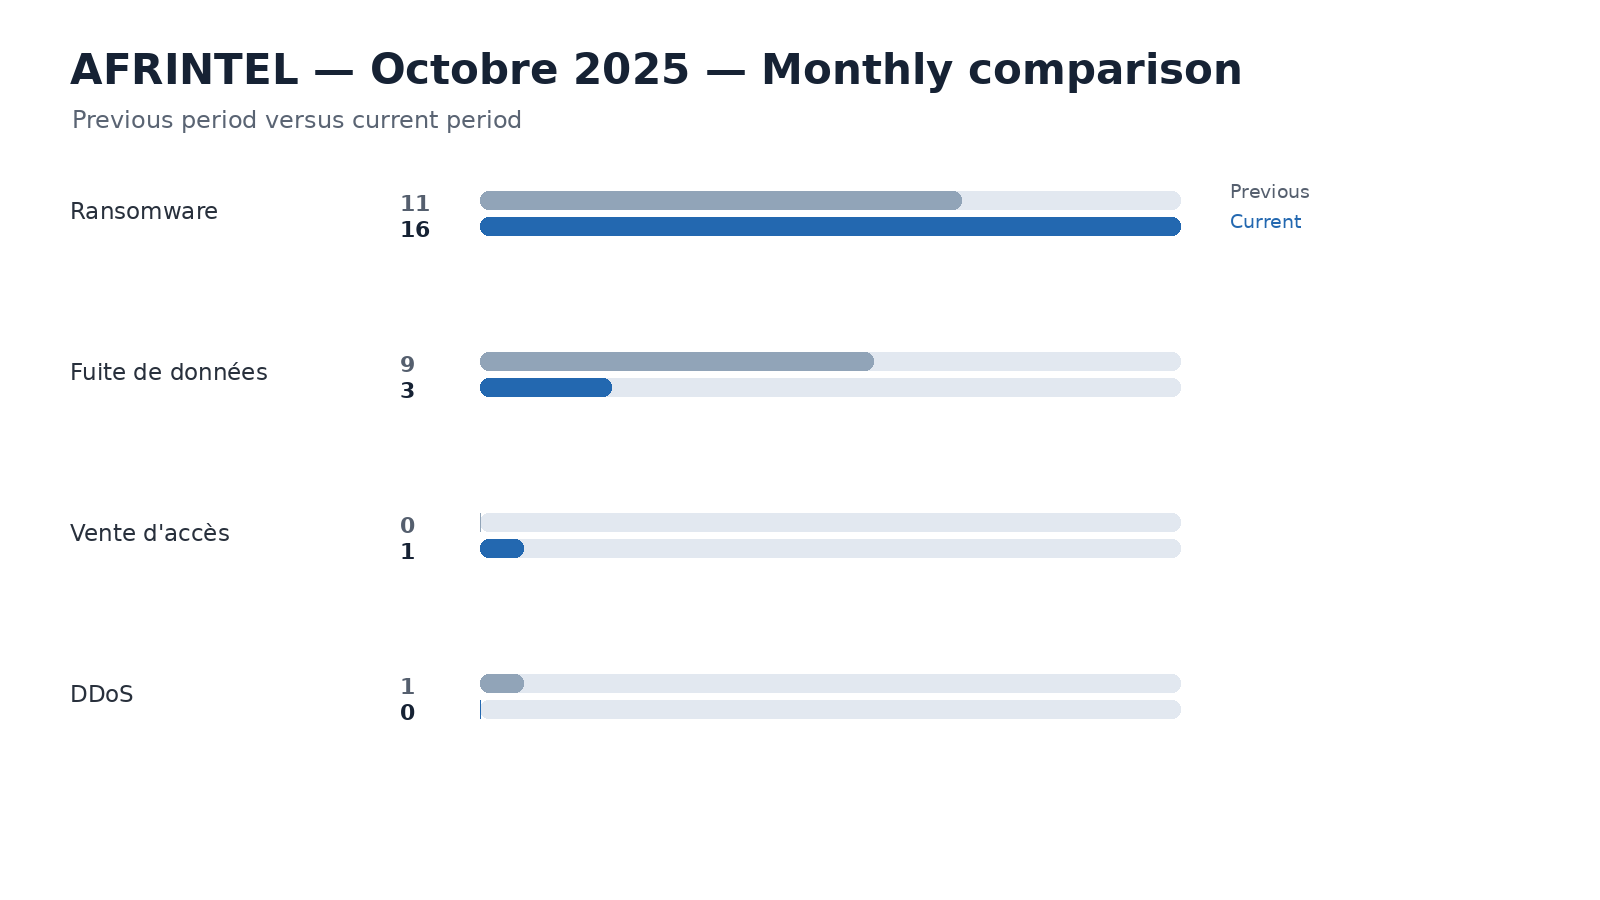 AFRINTEL — Octobre 2025 — Monthly comparison
Previous period versus current period
Ransomware
11
16
Previous
Current
Fuite de données
9
3
Vente d'accès
0
1
DDoS
1
0